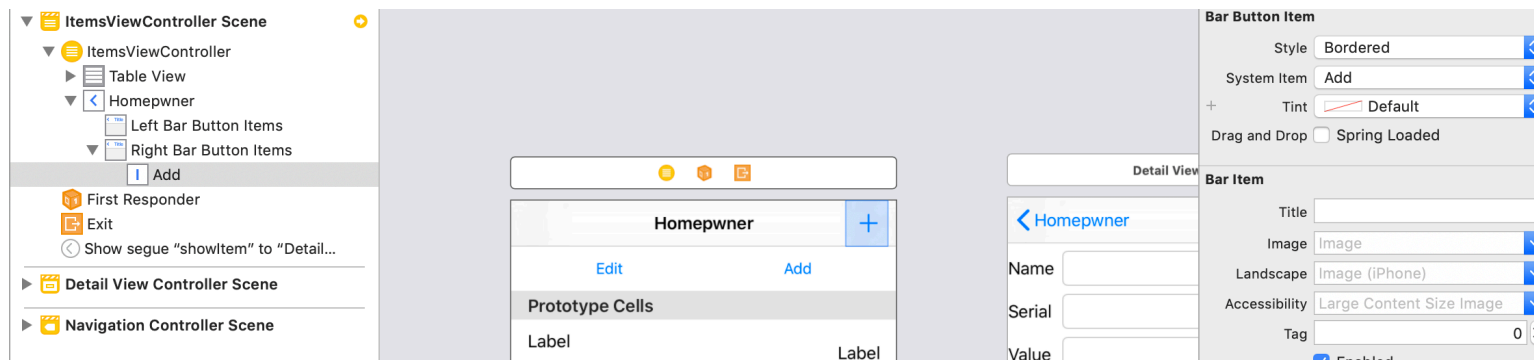 ItemsViewController Scene
ItemsViewController
Table View
Homepwner
Left Bar Button Items
Right Bar Button Items
Add
First Responder
Exit
Show segue “showItem” to “Detail...
Detail View Controller Scene
Navigation Controller Scene
Homepwner
Edit Add
Prototype Cells
Label
Label
Detail View
Homepwner
Name
Serial
Value
Bar Button Item
Style Bordered
System Item Add
Tint Default
Drag and Drop Spring Loaded
Bar Item
Title
Image Image
Landscape Image (iPhone)
Accessibility Large Content Size Image
Tag 0
Enabled